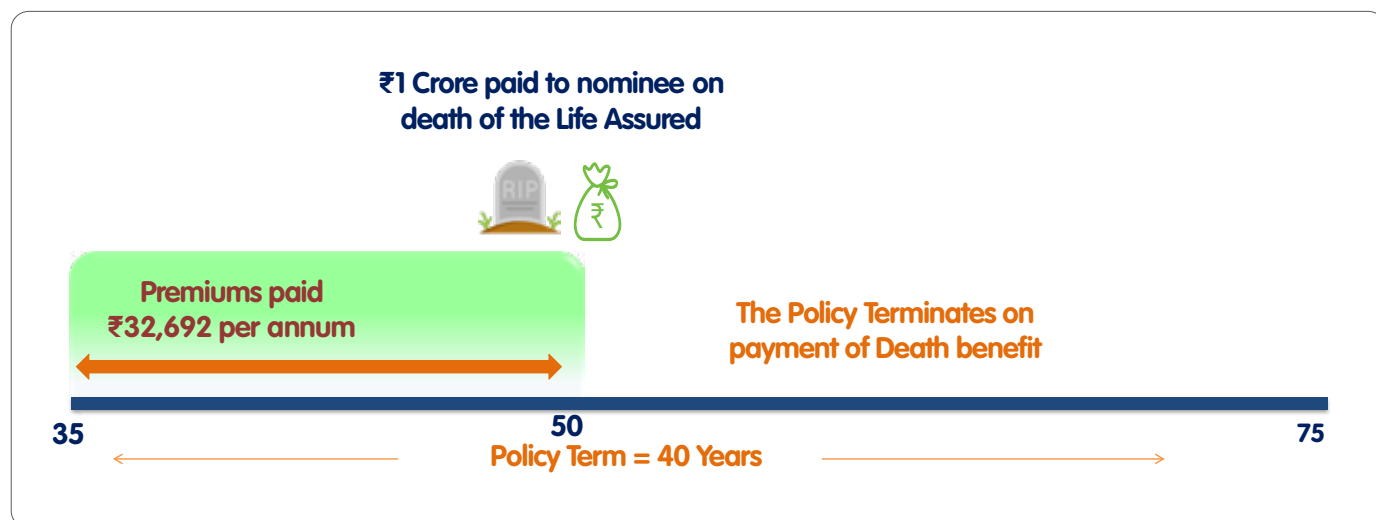 ₹1 Crore paid to nominee on
death of the Life Assured
RIP
₹
Premiums paid
₹32,692 per annum
The Policy Terminates on
payment of Death benefit
35
50
75
Policy Term = 40 Years